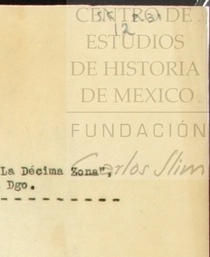 CENTRO DE
ESTUDIOS
DE HISTORIA
DE MEXICO
FUNDACIÓN
Carlos Slim
La Décima Zona",
Dgo.
---------